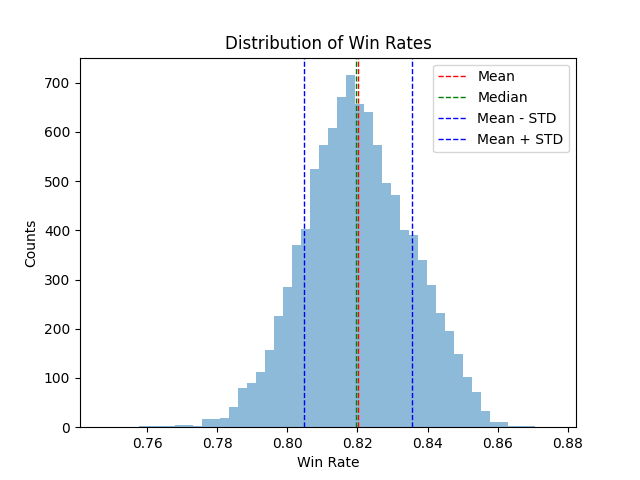 Distribution of Win Rates
Mean
Median
Mean - STD
Mean + STD
Counts
700
600
500
400
300
200
100
0
0.76 0.78 0.80 0.82 0.84 0.86 0.88
Win Rate